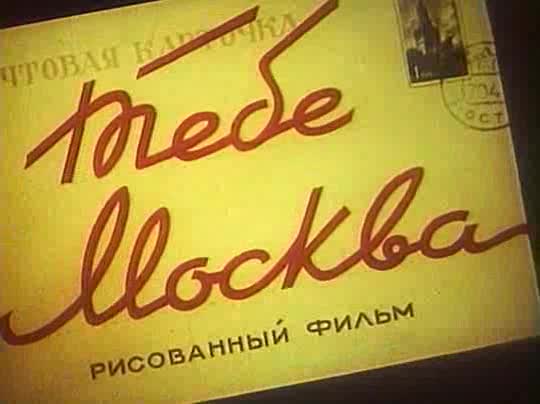 ЧТОВАЯ КАРТОЧКА
Тебе
Москва
РИСОВАННЫЙ ФИЛЬМ